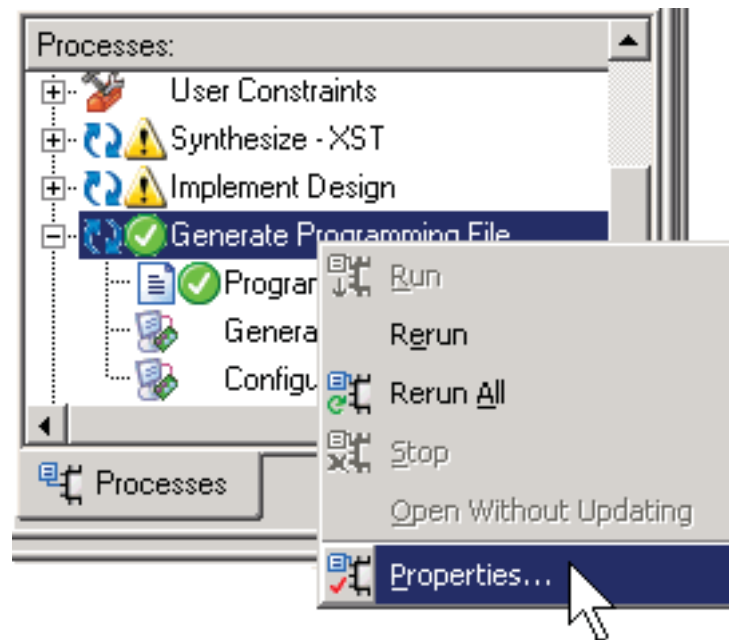 Processes:
User Constraints
Synthesize - XST
Implement Design
Generate Programming File
Program
Genera
Configu
Processes
Run
Rerun
Rerun All
Stop
Open Without Updating
Properties...